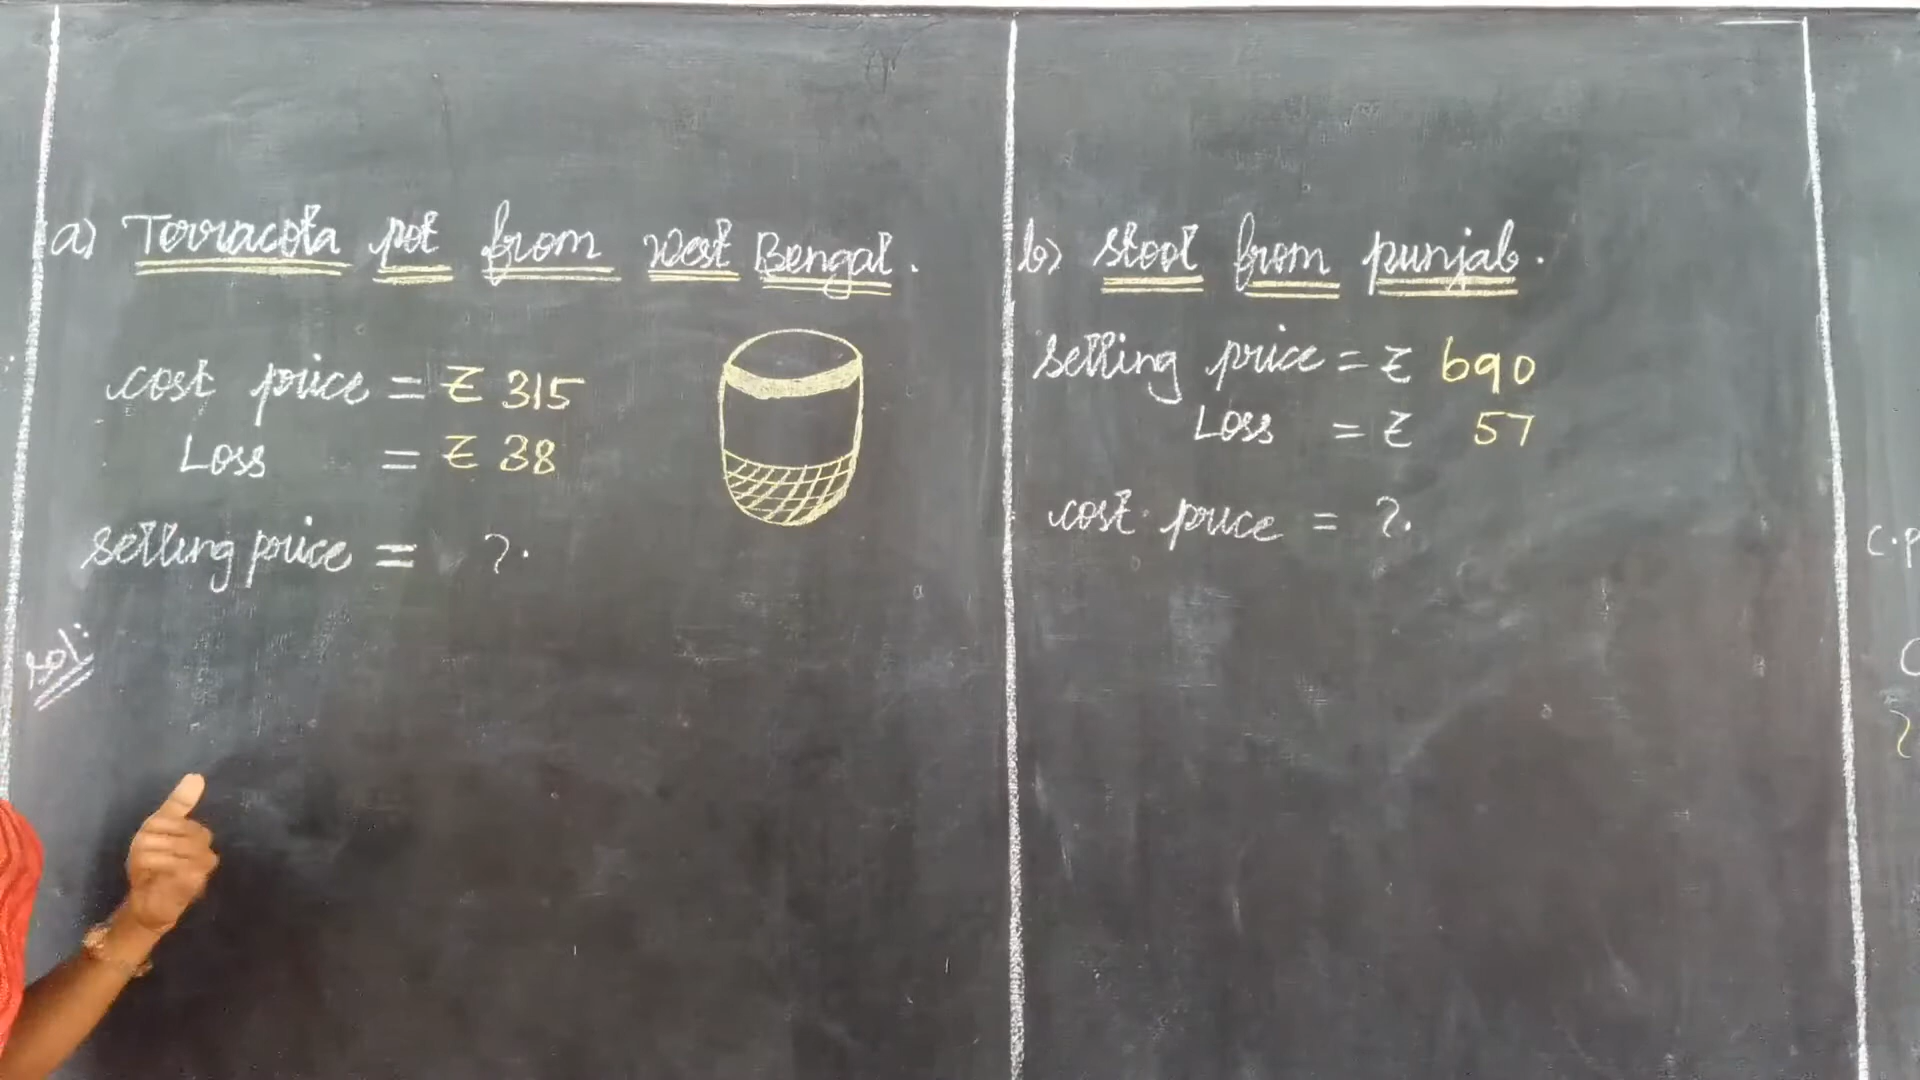 a) Terracota pot from West Bengal.
cost price = ₹ 315
Loss = ₹ 38
selling price = ?.
sol:
b) stool from punjab.
selling price = ₹ 690
Loss = ₹ 57
cost price = ?.
c.p